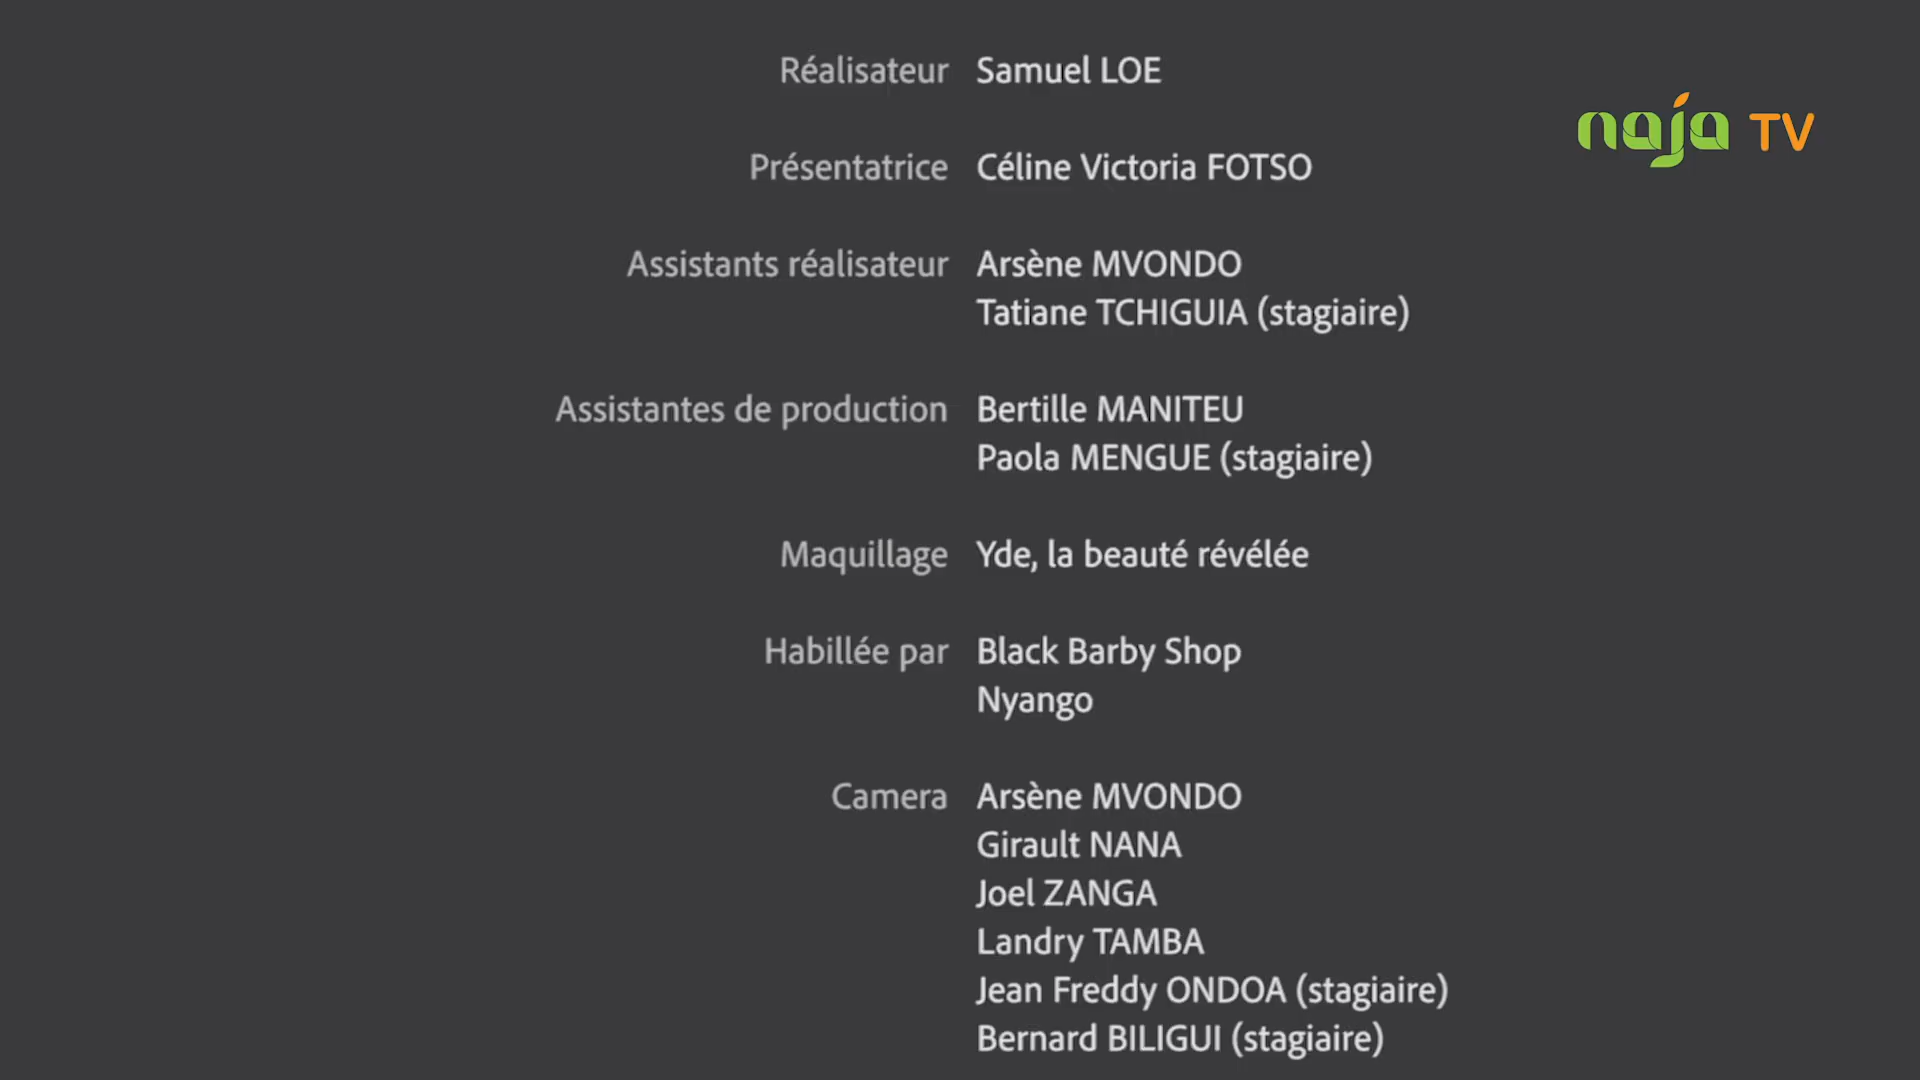 Réalisateur Samuel LOE
naja TV
Présentatrice Céline Victoria FOTSO
Assistants réalisateur Arsène MVONDO
Tatiane TCHIGUIA (stagiaire)
Assistantes de production Bertille MANITEU
Paola MENGUE (stagiaire)
Maquillage Yde, la beauté révélée
Habillée par Black Barby Shop
Nyango
Camera Arsène MVONDO
Girault NANA
Joel ZANGA
Landry TAMBA
Jean Freddy ONDOA (stagiaire)
Bernard BILIGUI (stagiaire)